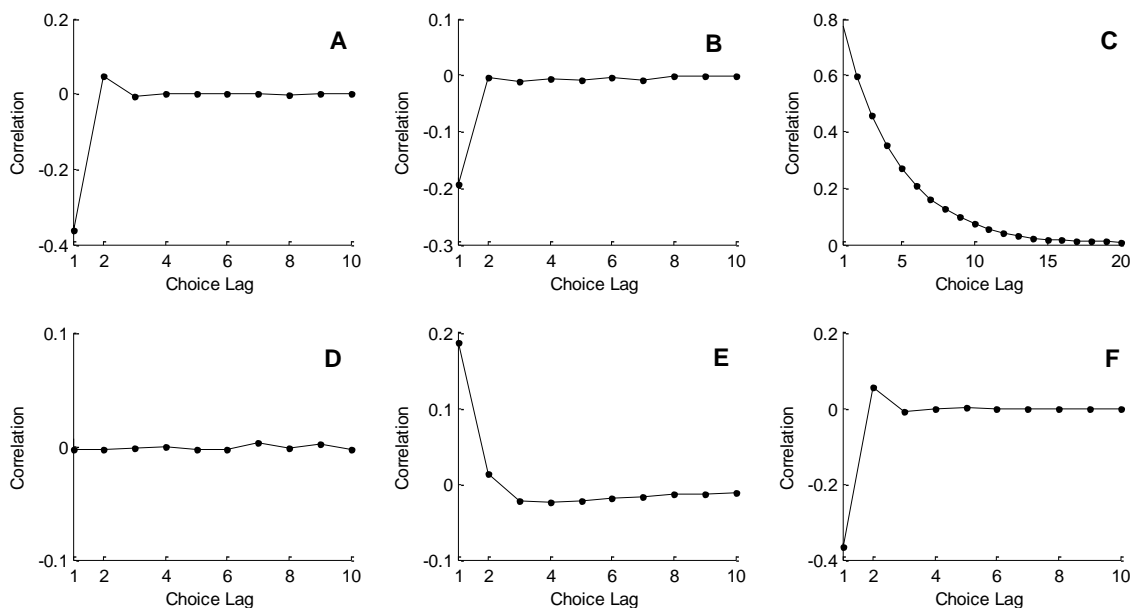 A
0.2
0
-0.2
-0.4
Correlation
1 2 4 6 8 10
Choice Lag
B
0.1
0
-0.1
-0.2
-0.3
Correlation
1 2 4 6 8 10
Choice Lag
C
0.8
0.6
0.4
0.2
0
Correlation
1 5 10 15 20
Choice Lag
D
0.1
0
-0.1
Correlation
1 2 4 6 8 10
Choice Lag
E
0.2
0.1
0
-0.1
Correlation
1 2 4 6 8 10
Choice Lag
F
0.2
0
-0.2
-0.4
Correlation
1 2 4 6 8 10
Choice Lag